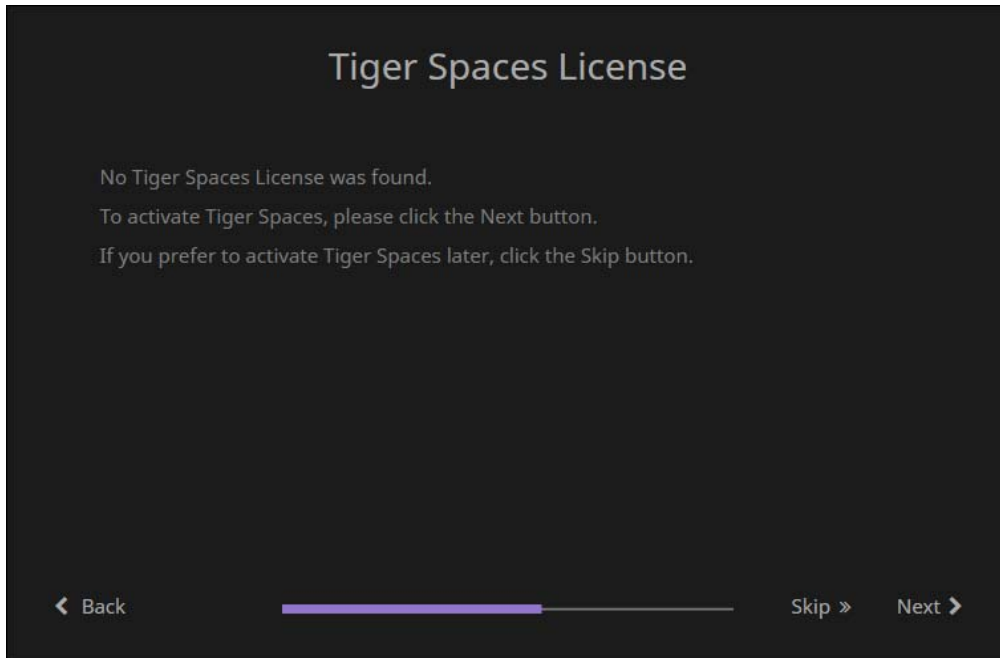 Tiger Spaces License
No Tiger Spaces License was found.
To activate Tiger Spaces, please click the Next button.
If you prefer to activate Tiger Spaces later, click the Skip button.
Back
Skip »
Next